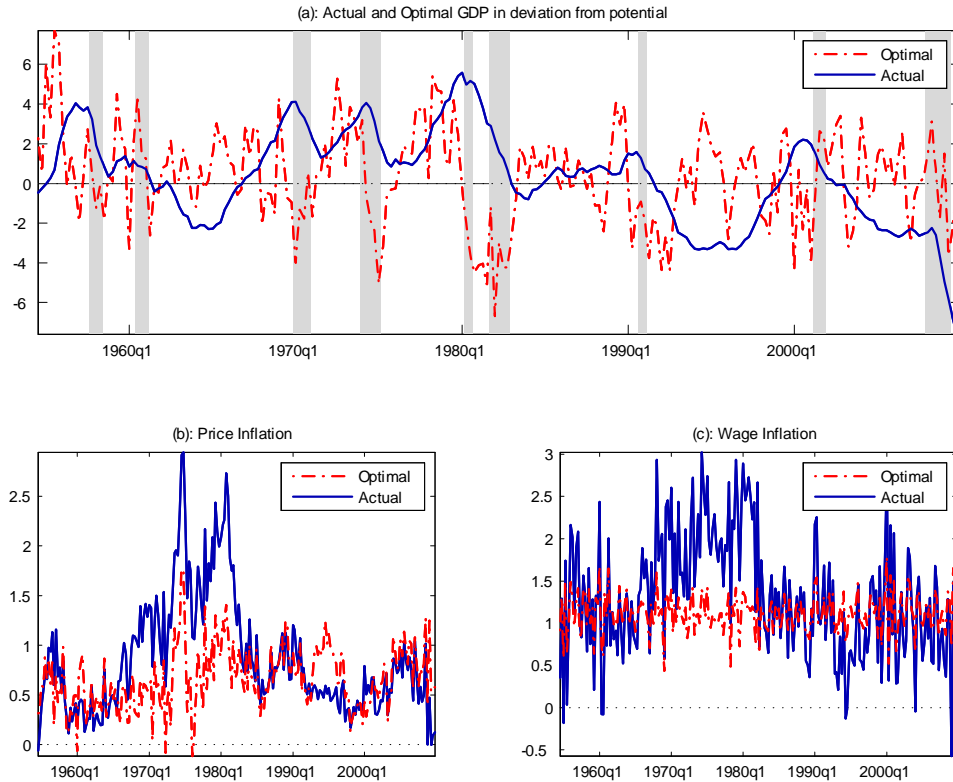 (a): Actual and Optimal GDP in deviation from potential
Optimal
Actual
6
4
2
0
-2
-4
-6
1960q1 1970q1 1980q1 1990q1 2000q1
(b): Price Inflation
Optimal
Actual
2.5
2
1.5
1
0.5
0
1960q1 1970q1 1980q1 1990q1 2000q1
(c): Wage Inflation
Optimal
Actual
3
2.5
2
1.5
1
0.5
0
-0.5
1960q1 1970q1 1980q1 1990q1 2000q1